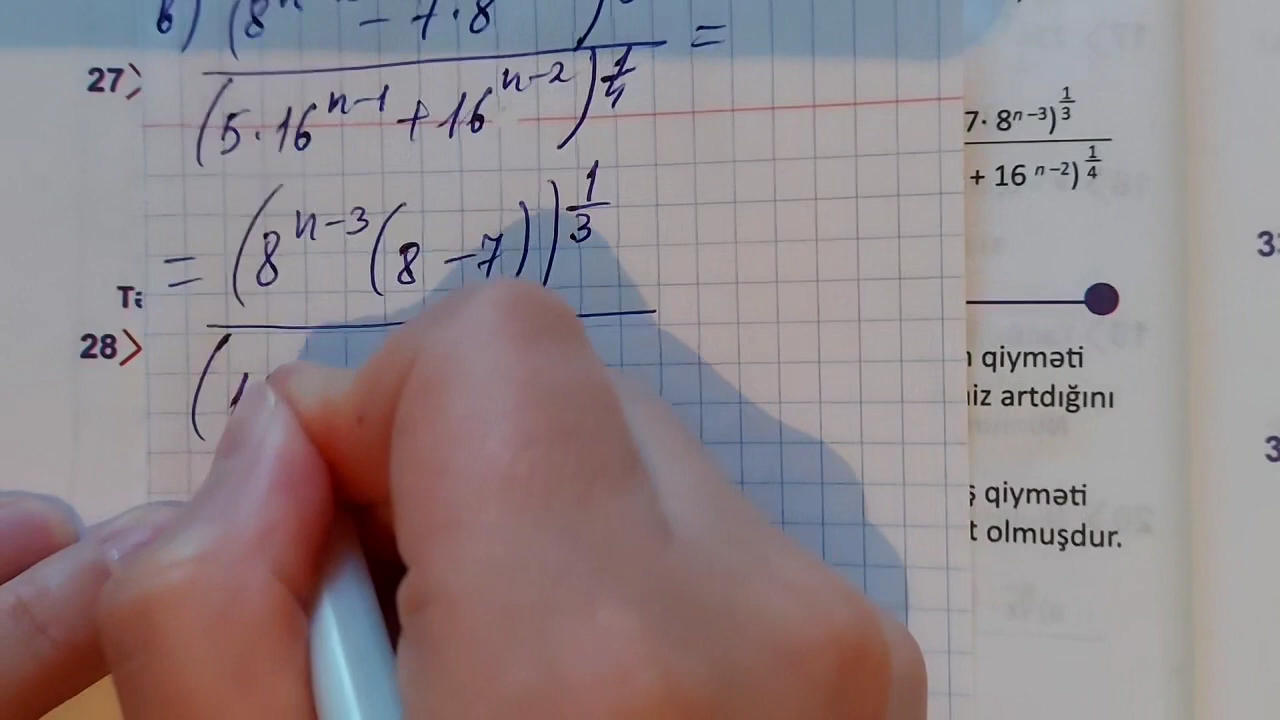 б) (8ⁿ − 7·8 )
27> (5·16ⁿ⁻¹ + 16ⁿ⁻²)^1/4 =
7· 8ⁿ⁻³)^1/3
+ 16ⁿ⁻²)^1/4
= (8ⁿ⁻³(8 − 7))^1/3
28> (1
qiyməti
iz artdığını
ş qiyməti
t olmuşdur.